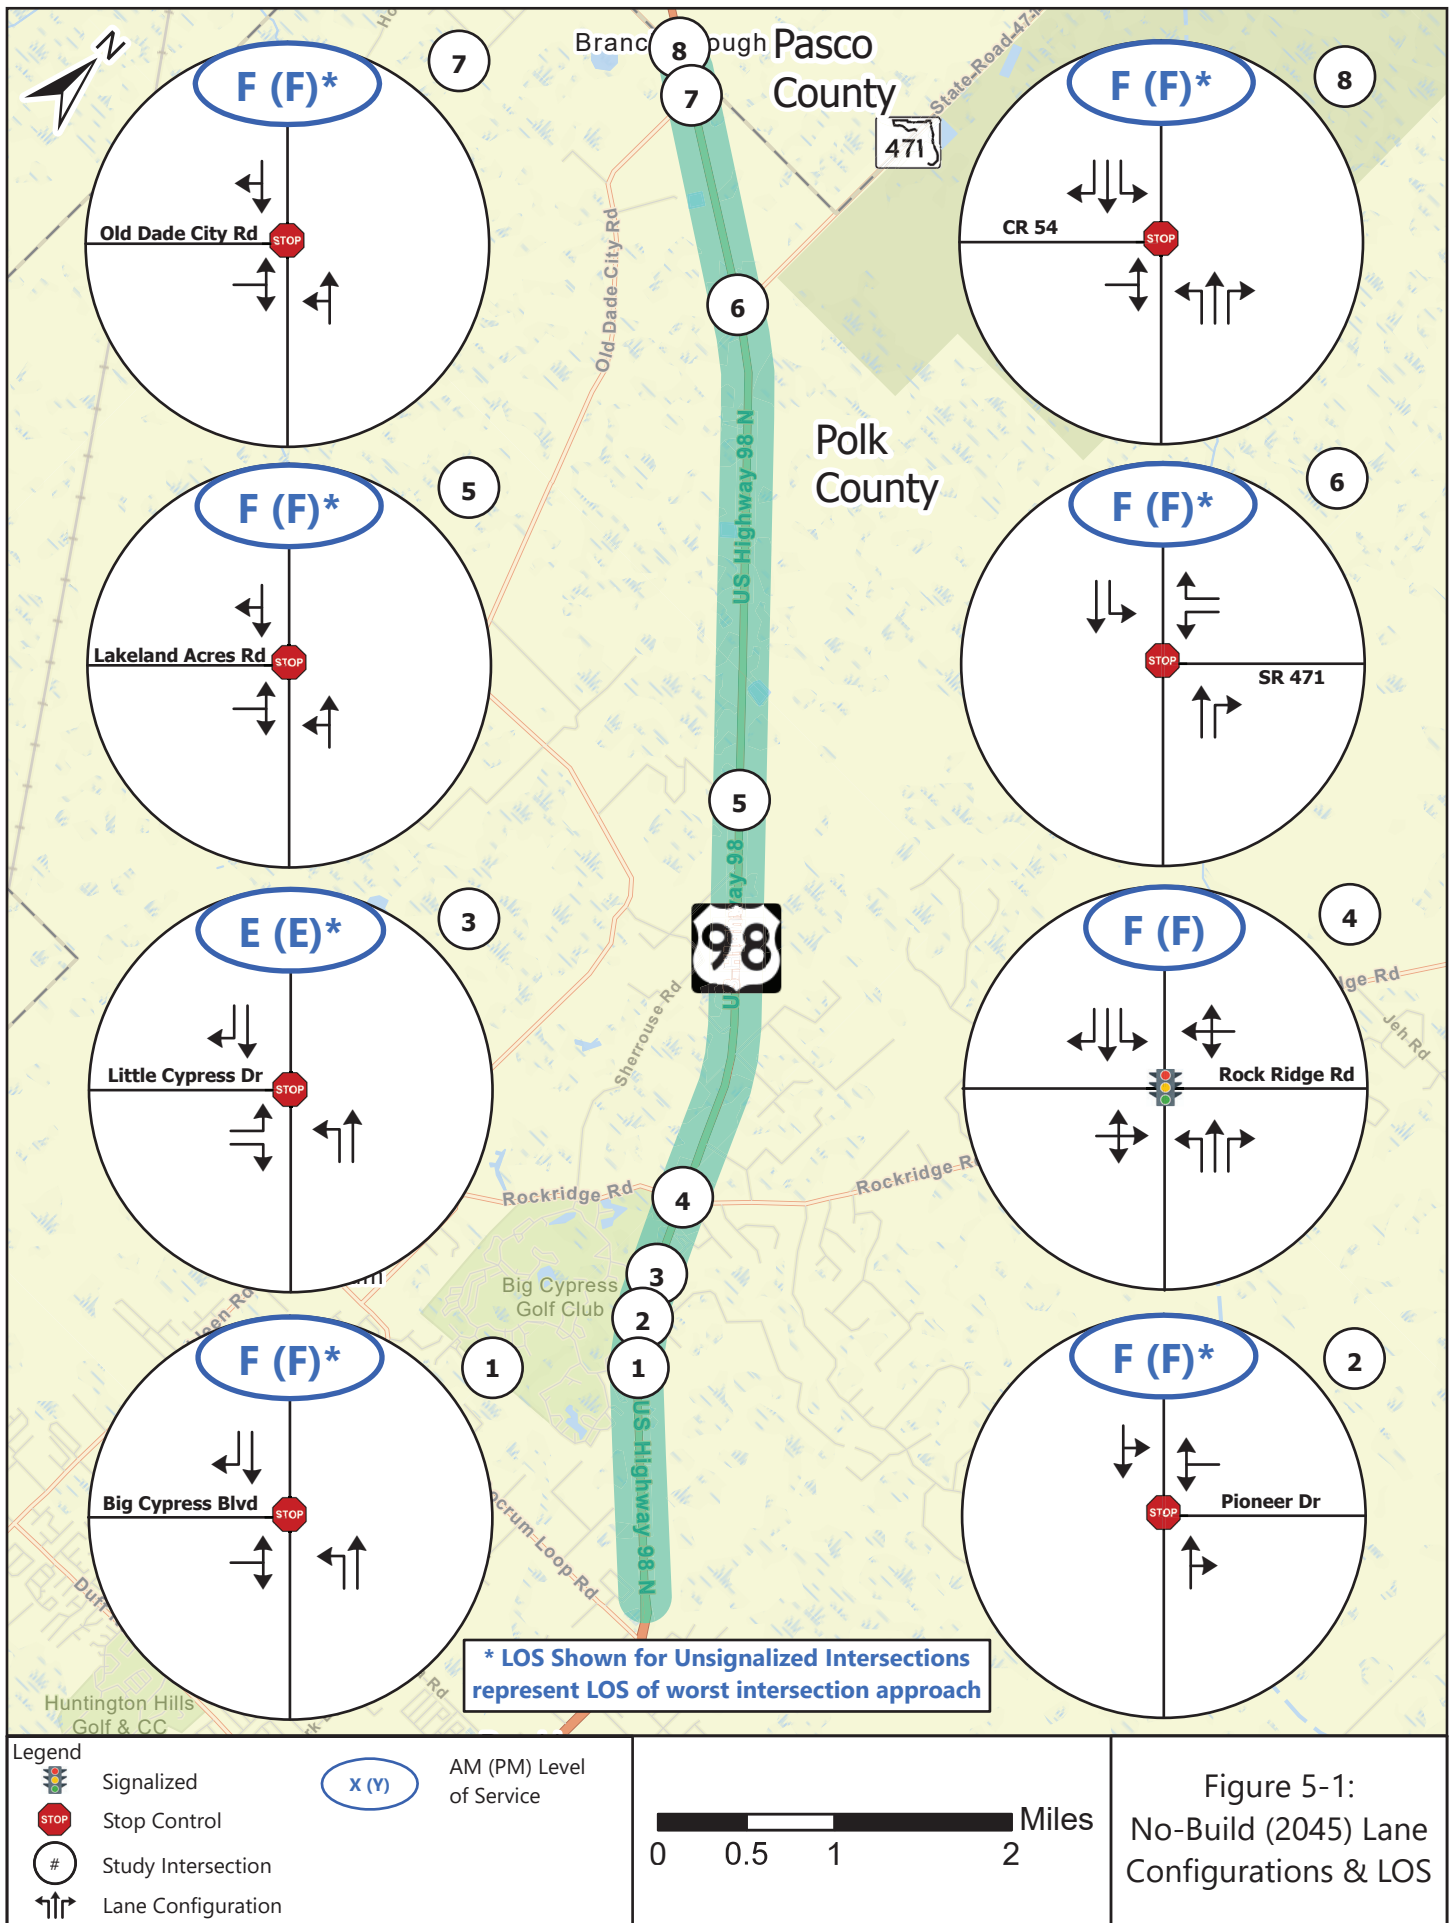 N
F (F)*
7
Old Dade City Rd
STOP
8
7
Pasco
County
State-Road-471
471
F (F)*
8
CR 54
STOP
Old Dade City Rd
6
US Highway 98 N
Polk
County
F (F)*
5
Lakeland Acres Rd
STOP
F (F)*
6
STOP
SR 471
5
98
E (E)*
3
Little Cypress Dr
STOP
Sherrouse Rd
F (F)
4
Rock Ridge Rd
Jeh Rd
Rockridge Rd
4
3
2
1
Big Cypress
Golf Club
F (F)*
1
Big Cypress Blvd
STOP
US Highway 98 N
Loop Rd
F (F)*
2
Pioneer Dr
STOP
Huntington Hills
Golf & CC
* LOS Shown for Unsignalized Intersections
represent LOS of worst intersection approach
Legend
Signalized
STOP
Stop Control
#
Study Intersection
Lane Configuration
X (Y)
AM (PM) Level
of Service
Miles
0 0.5 1 2
Figure 5-1:
No-Build (2045) Lane
Configurations & LOS